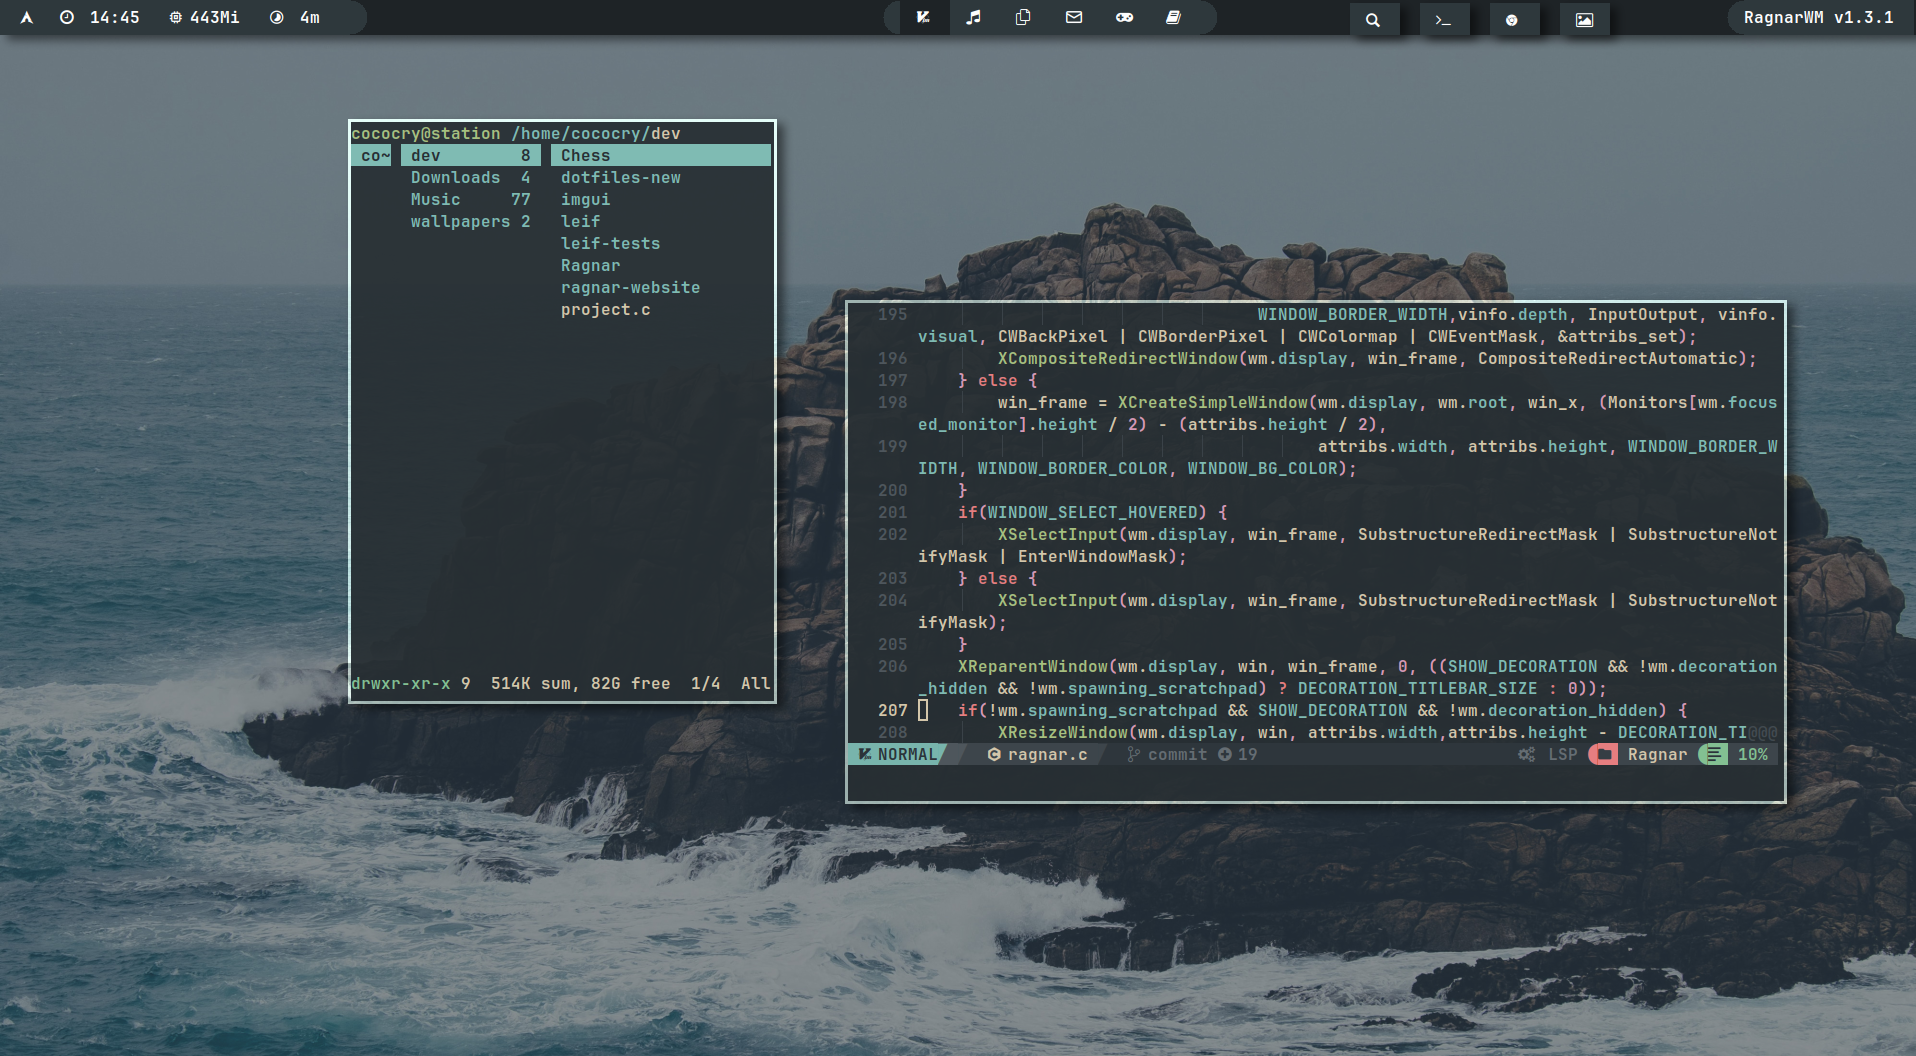 14:45 443Mi 4m >_ RagnarWM v1.3.1
cococry@station /home/cococry/dev
co~ dev 8 Chess
Downloads 4 dotfiles-new
Music 77 imgui
wallpapers 2 leif
leif-tests
Ragnar
ragnar-website
project.c
drwxr-xr-x 9 514K sum, 82G free 1/4 All
195 WINDOW_BORDER_WIDTH,vinfo.depth, InputOutput, vinfo.
visual, CWBackPixel | CWBorderPixel | CWColormap | CWEventMask, &attribs_set);
196 XCompositeRedirectWindow(wm.display, win_frame, CompositeRedirectAutomatic);
197 } else {
198 win_frame = XCreateSimpleWindow(wm.display, wm.root, win_x, (Monitors[wm.focus
ed_monitor].height / 2) - (attribs.height / 2),
199 attribs.width, attribs.height, WINDOW_BORDER_W
IDTH, WINDOW_BORDER_COLOR, WINDOW_BG_COLOR);
200 }
201 if(WINDOW_SELECT_HOVERED) {
202 XSelectInput(wm.display, win_frame, SubstructureRedirectMask | SubstructureNot
ifyMask | EnterWindowMask);
203 } else {
204 XSelectInput(wm.display, win_frame, SubstructureRedirectMask | SubstructureNot
ifyMask);
205 }
206 XReparentWindow(wm.display, win, win_frame, 0, ((SHOW_DECORATION && !wm.decoration
_hidden && !wm.spawning_scratchpad) ? DECORATION_TITLEBAR_SIZE : 0));
207 if(!wm.spawning_scratchpad && SHOW_DECORATION && !wm.decoration_hidden) {
208 XResizeWindow(wm.display, win, attribs.width,attribs.height - DECORATION_TI@@@
NORMAL ragnar.c commit 19 LSP Ragnar 10%